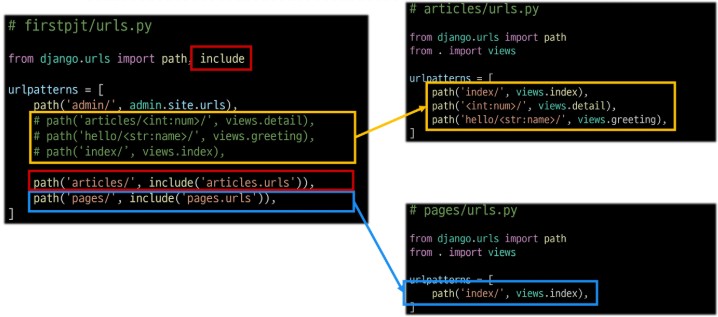 # firstpjt/urls.py
from django.urls import path, include
urlpatterns = [
path('admin/', admin.site.urls),
# path('articles/<int:num>/', views.detail),
# path('hello/<str:name>/', views.greeting),
# path('index/', views.index),
path('articles/', include('articles.urls')),
path('pages/', include('pages.urls')),
]
# articles/urls.py
from django.urls import path
from . import views
urlpatterns = [
path('index/', views.index),
path('<int:num>/', views.detail),
path('hello/<str:name>/', views.greeting),
]
# pages/urls.py
from django.urls import path
from . import views
urlpatterns = [
path('index/', views.index),
]